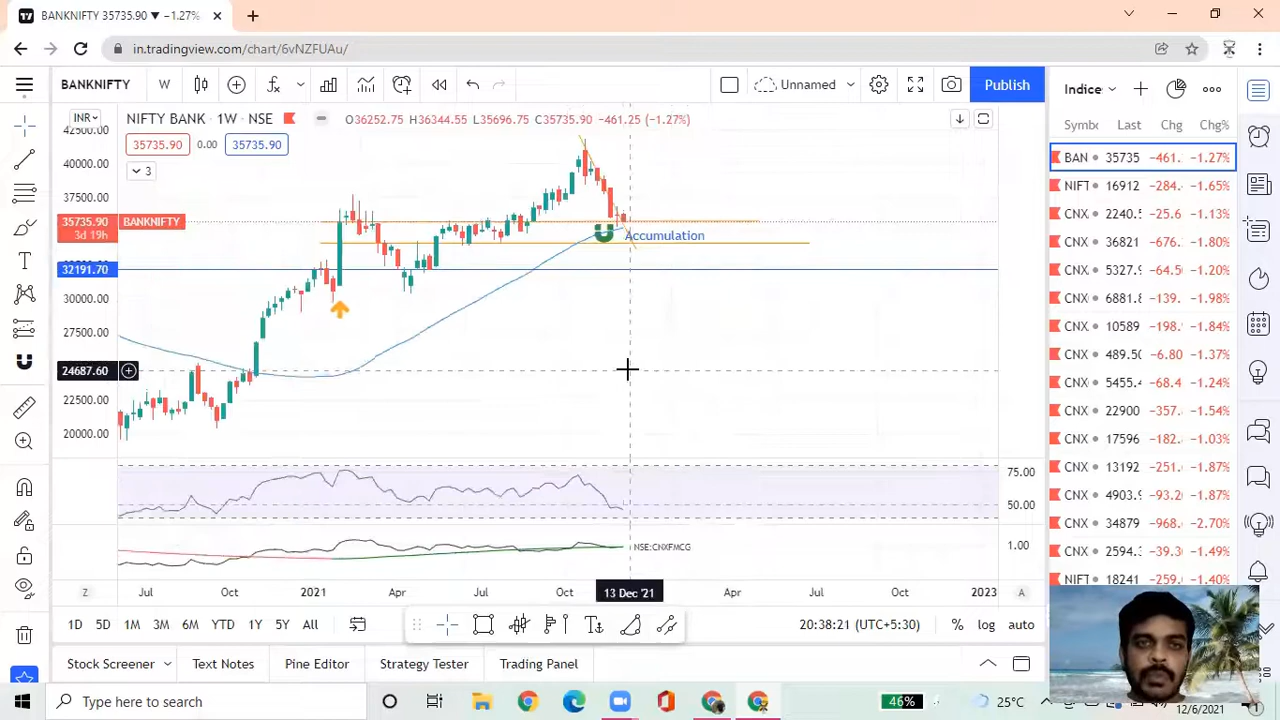 BANKNIFTY 35735.90 ▼ −1.27%
in.tradingview.com/chart/6vNZFUAu/
BANKNIFTY W Unnamed Publish
Indice
INR
NIFTY BANK · 1W · NSE O36252.75 H36344.55 L35696.75 C35735.90 −461.25 (−1.27%)
35735.90 0.00 35735.90
3
42500.00
40000.00
37500.00
35735.90 BANKNIFTY
3d 19h
Accumulation
32191.70
30000.00
27500.00
24687.60
22500.00
20000.00
75.00
50.00
1.00
NSE:CNXFMCG
Z Jul Oct 2021 Apr Jul Oct 13 Dec '21 Apr Jul Oct 2023 A
Last Chg Chg%
BAN 35735 −461. −1.27%
NIFT 16912 −284. −1.65%
CNX 2240.5 −25.6 −1.13%
CNX 36821 −676. −1.80%
CNX 5327.9 −64.5 −1.20%
CNX 6881.8 −139. −1.98%
CNX 10589 −198. −1.84%
CNX 489.50 −6.80 −1.37%
CNX 5455.4 −68.4 −1.24%
CNX 22900 −357. −1.54%
CNX 17596 −182. −1.03%
CNX 13192 −251. −1.87%
CNX 4903.9 −93.2 −1.87%
CNX 34879 −968. −2.70%
CNX 2594.3 −39.3 −1.49%
NIFT 18241 −259. −1.40%
1D 5D 1M 3M 6M YTD 1Y 5Y All
20:38:21 (UTC+5:30) % log auto
Stock Screener Text Notes Pine Editor Strategy Tester Trading Panel
Type here to search
46%
25°C
12/6/2021